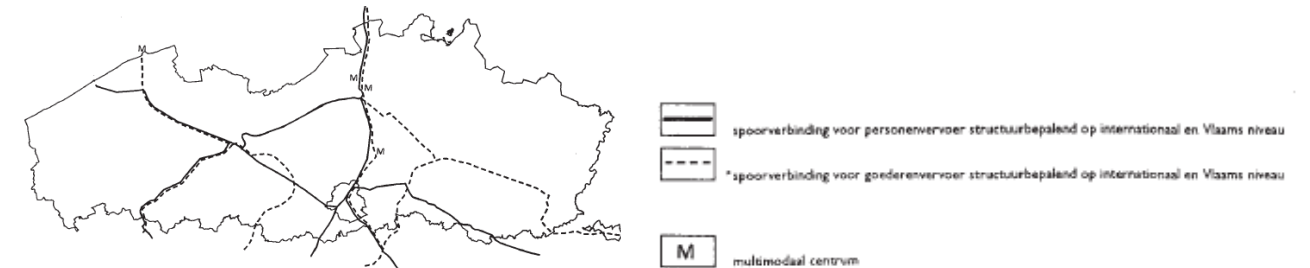 M
M
M
M
spoorverbinding voor personenvervoer structuurbepalend op internationaal en Vlaams niveau
*spoorverbinding voor goederenvervoer structuurbepalend op internationaal en Vlaams niveau
M
multimodaal centrum